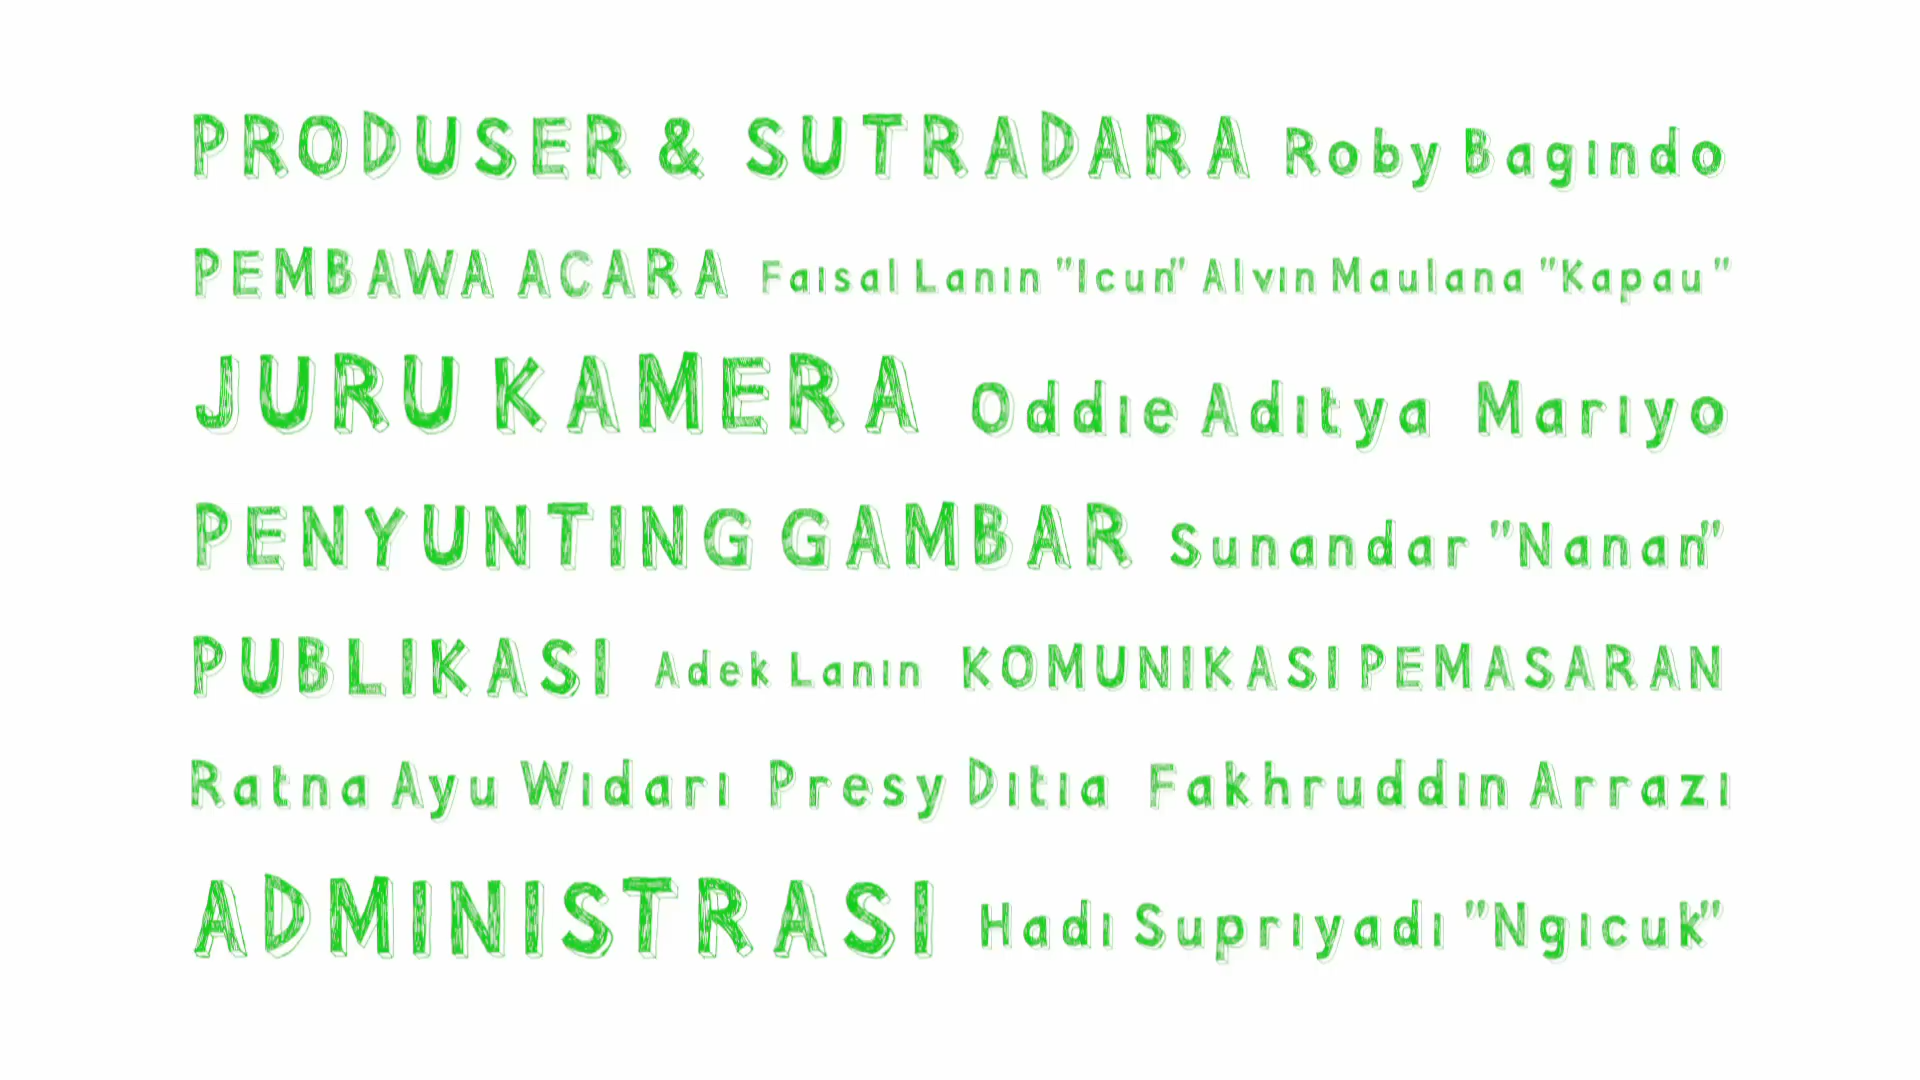 PRODUSER & SUTRADARA Roby Bagindo
PEMBAWA ACARA Faisal Lanin "Icun" Alvin Maulana "Kapau"
JURU KAMERA Oddie Aditya Mariyo
PENYUNTING GAMBAR Sunandar "Nanan"
PUBLIKASI Adek Lanin KOMUNIKASI PEMASARAN
Ratna Ayu Widari Presy Ditia Fakhruddin Arrazi
ADMINISTRASI Hadi Supriyadi "Ngicuk"